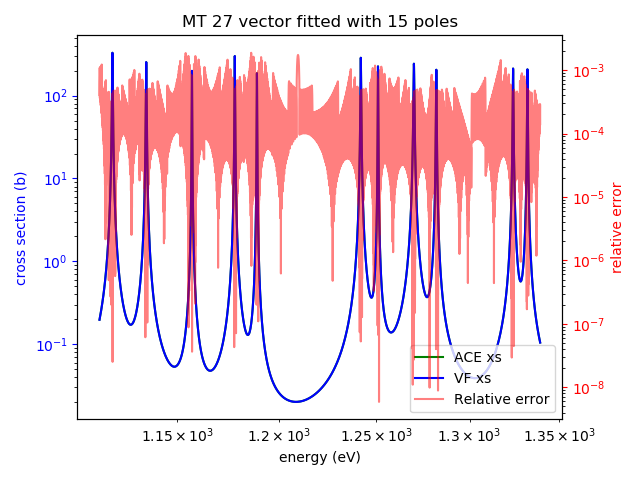 MT 27 vector fitted with 15 poles
cross section (b)
10²
10¹
10⁰
10⁻¹
10⁻³
10⁻⁴
10⁻⁵
10⁻⁶
10⁻⁷
10⁻⁸
relative error
ACE xs
VF xs
Relative error
1.15 × 10³ 1.2 × 10³ 1.25 × 10³ 1.3 × 10³ 1.35 × 10³
energy (eV)